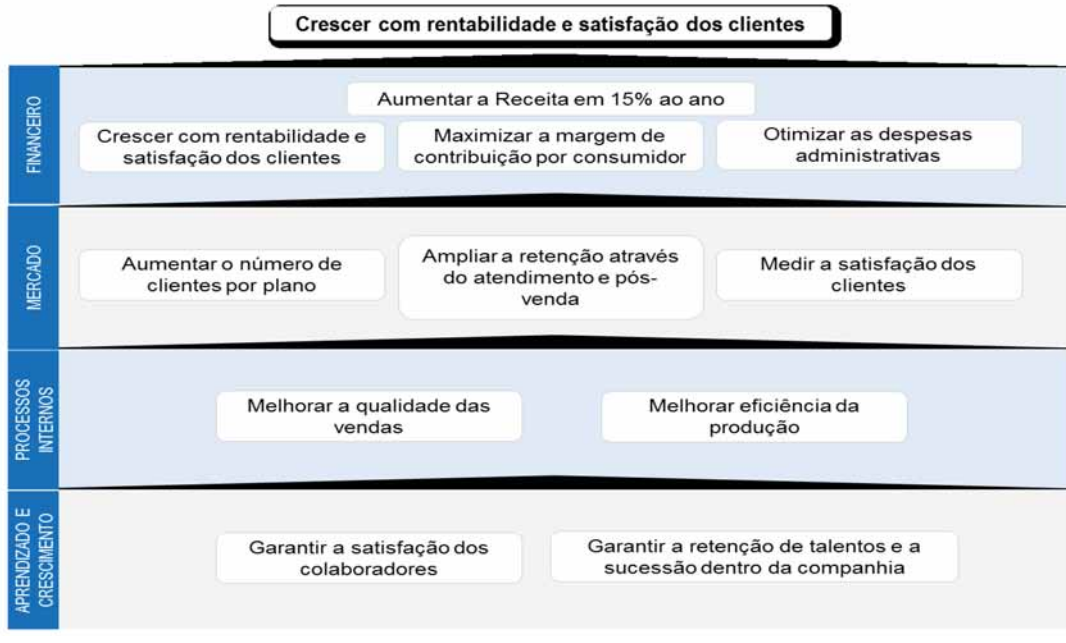 Crescer com rentabilidade e satisfação dos clientes
FINANCEIRO
Aumentar a Receita em 15% ao ano
Crescer com rentabilidade e
satisfação dos clientes
Maximizar a margem de
contribuição por consumidor
Otimizar as despesas
administrativas
MERCADO
Aumentar o número de
clientes por plano
Ampliar a retenção através
do atendimento e pós-
venda
Medir a satisfação dos
clientes
PROCESSOS
INTERNOS
Melhorar a qualidade das
vendas
Melhorar eficiência da
produção
APRENDIZADO E
CRESCIMENTO
Garantir a satisfação dos
colaboradores
Garantir a retenção de talentos e a
sucessão dentro da companhia